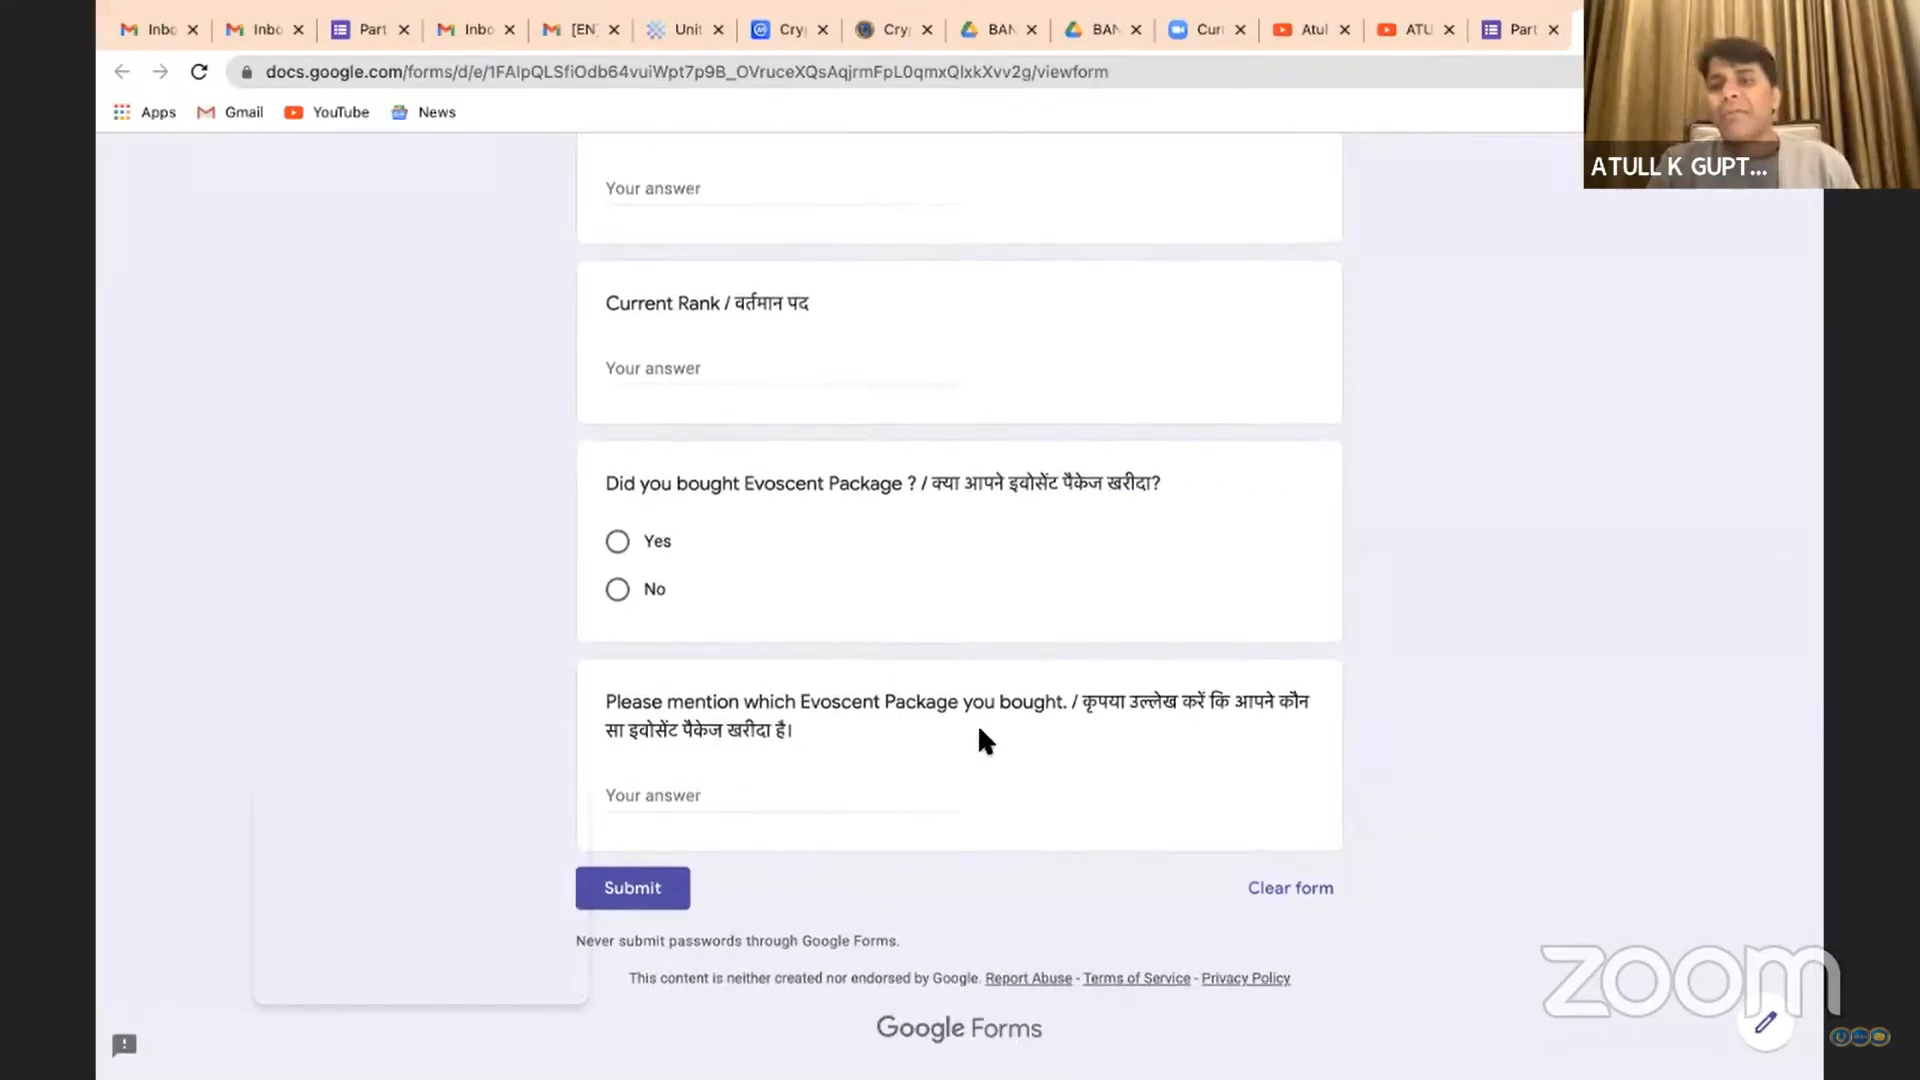 Inbo
Inbo
Part
Inbo
[EN
Unit
Cry
Cry
BAN
BAN
Curr
Atul
ATU
Part
docs.google.com/forms/d/e/1FAIpQLSfiOdb64vuiWpt7p9B_OVruceXQsAqjrmFpL0qmxQIxkXvv2g/viewform
Apps
Gmail
YouTube
News
ATULL K GUPT...
Your answer
Current Rank / वर्तमान पद
Your answer
Did you bought Evoscent Package ? / क्या आपने इवोसेंट पैकेज खरीदा?
Yes
No
Please mention which Evoscent Package you bought. / कृपया उल्लेख करें कि आपने कौन
सा इवोसेंट पैकेज खरीदा है।
Your answer
Submit
Clear form
Never submit passwords through Google Forms.
This content is neither created nor endorsed by Google. Report Abuse - Terms of Service - Privacy Policy
Google Forms
zoom